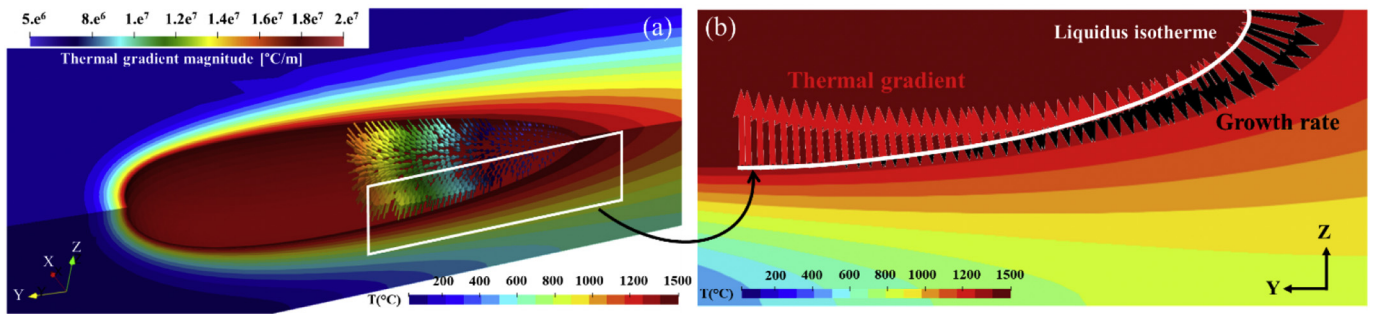 5.e⁶ 8.e⁶ 1.e⁷ 1.2e⁷ 1.4e⁷ 1.6e⁷ 1.8e⁷ 2.e⁷
Thermal gradient magnitude [°C/m]
(a)
X
Z
Y
T(°C)
200 400 600 800 1000 1200 1500
(b)
Liquidus isotherme
Thermal gradient
Growth rate
Z
Y
T(°C)
200 400 600 800 1000 1200 1500